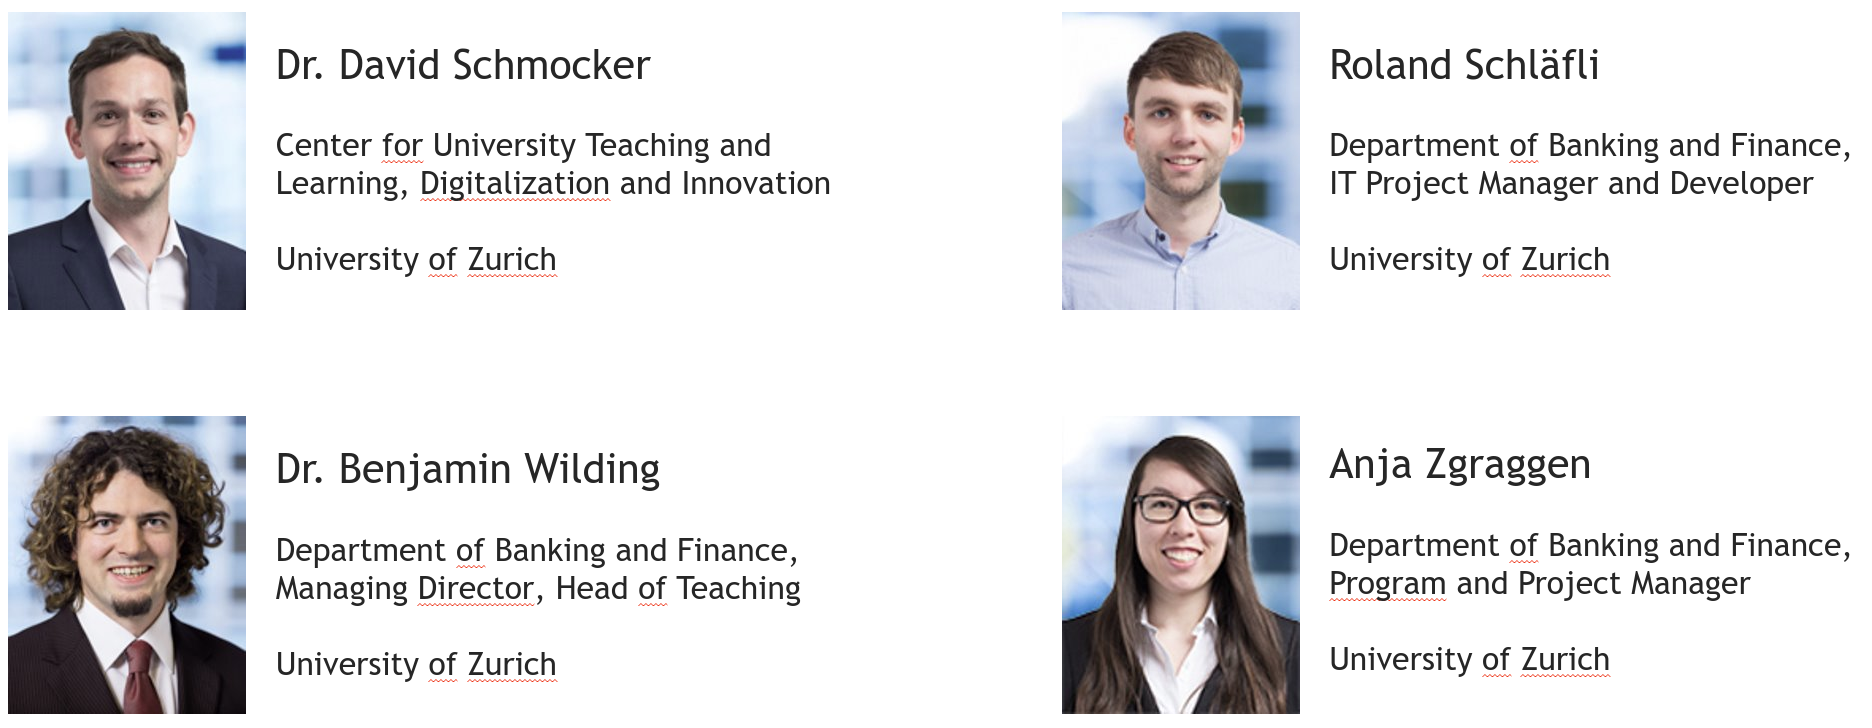 Dr. David Schmocker
Center for University Teaching and
Learning, Digitalization and Innovation
University of Zurich
Roland Schläfli
Department of Banking and Finance,
IT Project Manager and Developer
University of Zurich
Dr. Benjamin Wilding
Department of Banking and Finance,
Managing Director, Head of Teaching
University of Zurich
Anja Zgraggen
Department of Banking and Finance,
Program and Project Manager
University of Zurich